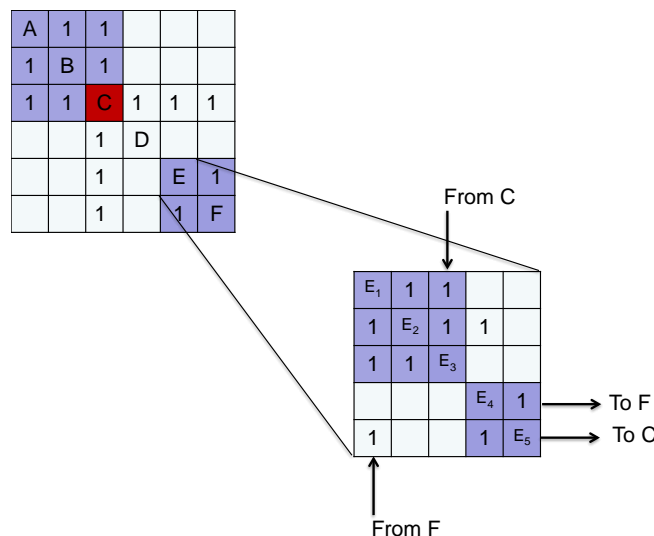 A 1 1
1 B 1
1 1 C 1 1 1
1 D
1 E 1
1 1 F
From C
E₁ 1 1
1 E₂ 1 1
1 1 E₃
E₄ 1 To F
1 1 E₅ To C
From F